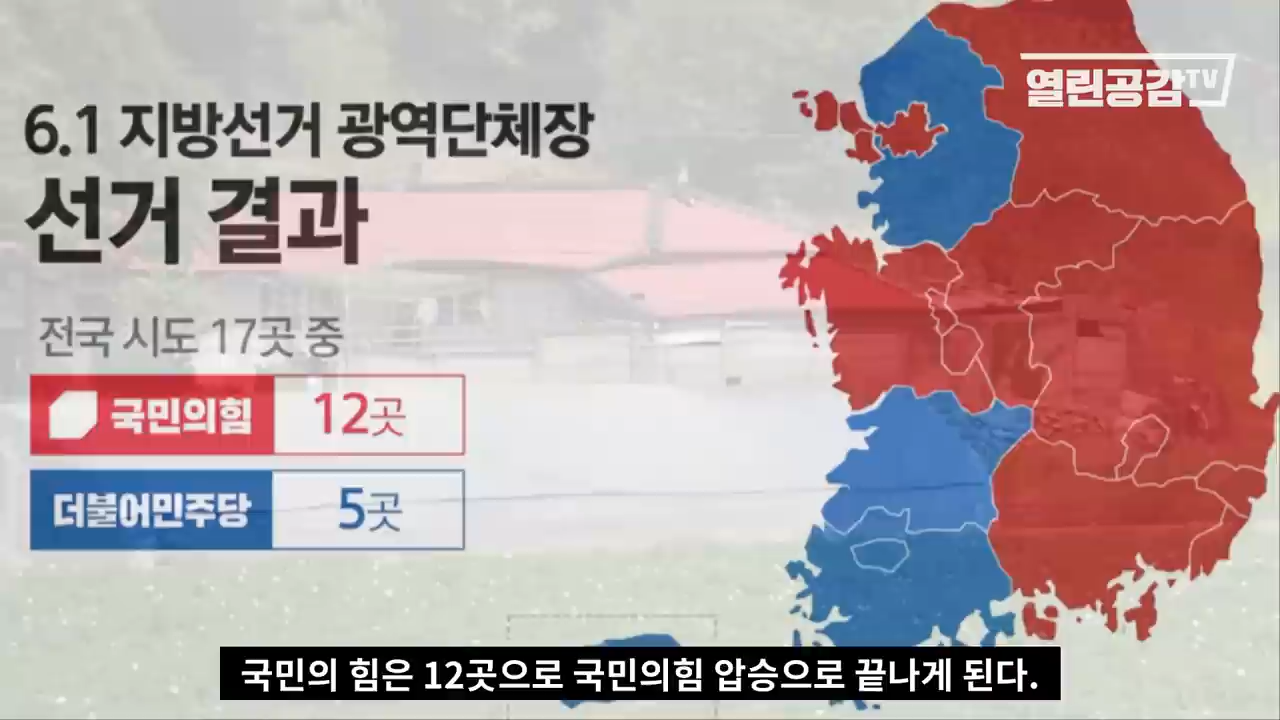 열린공감TV
6.1 지방선거 광역단체장
선거 결과
전국 시도 17곳 중
국민의힘 12곳
더불어민주당 5곳
국민의 힘은 12곳으로 국민의힘 압승으로 끝나게 된다.